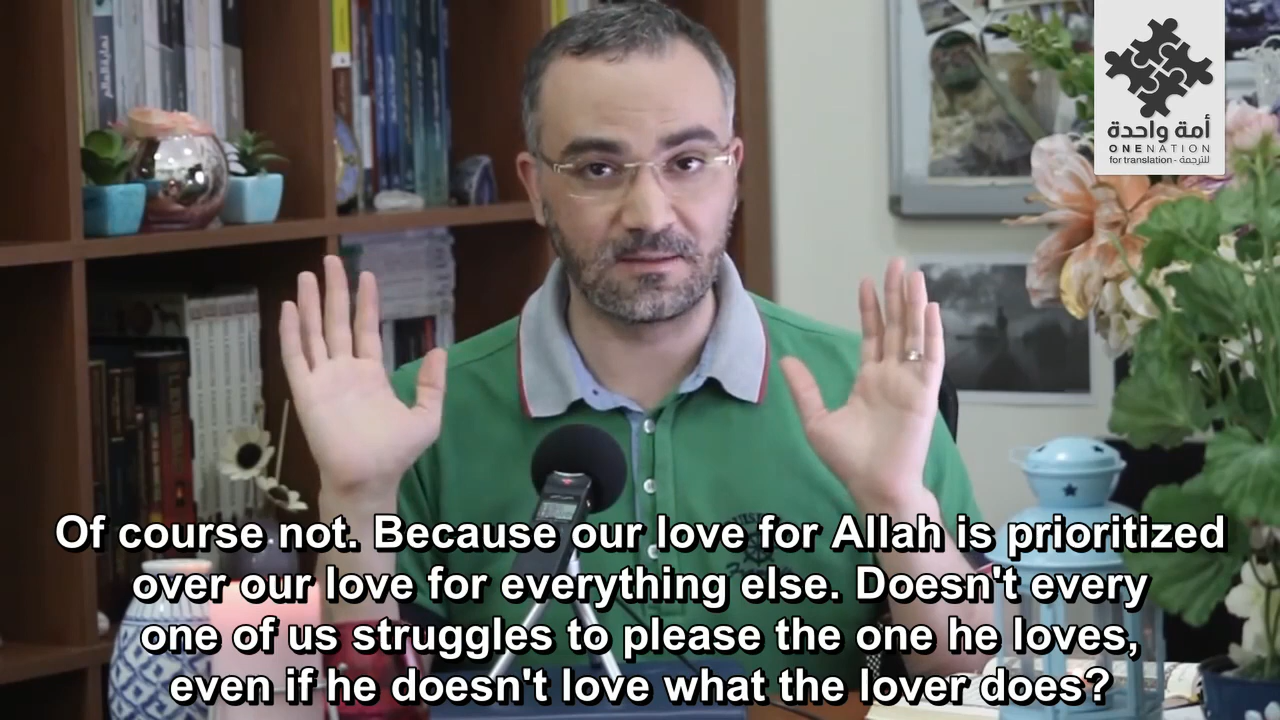 أمة واحدة
ONENATION
for translation - للترجمة
Of course not. Because our love for Allah is prioritized
over our love for everything else. Doesn't every
one of us struggles to please the one he loves,
even if he doesn't love what the lover does?